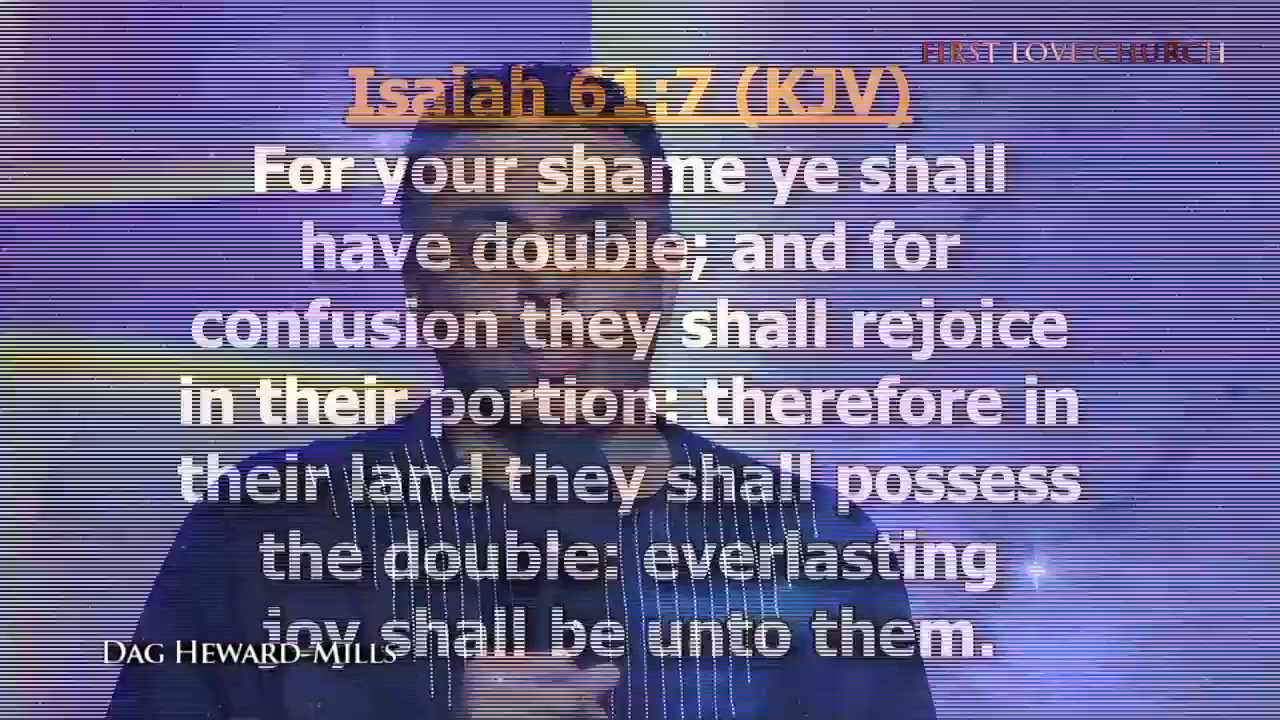 FIRST LOVE CHURCH
Isaiah 61:7 (KJV)
For your shame ye shall
have double; and for
confusion they shall rejoice
in their portion: therefore in
their land they shall possess
the double: everlasting
joy shall be unto them.
DAG HEWARD-MILLS